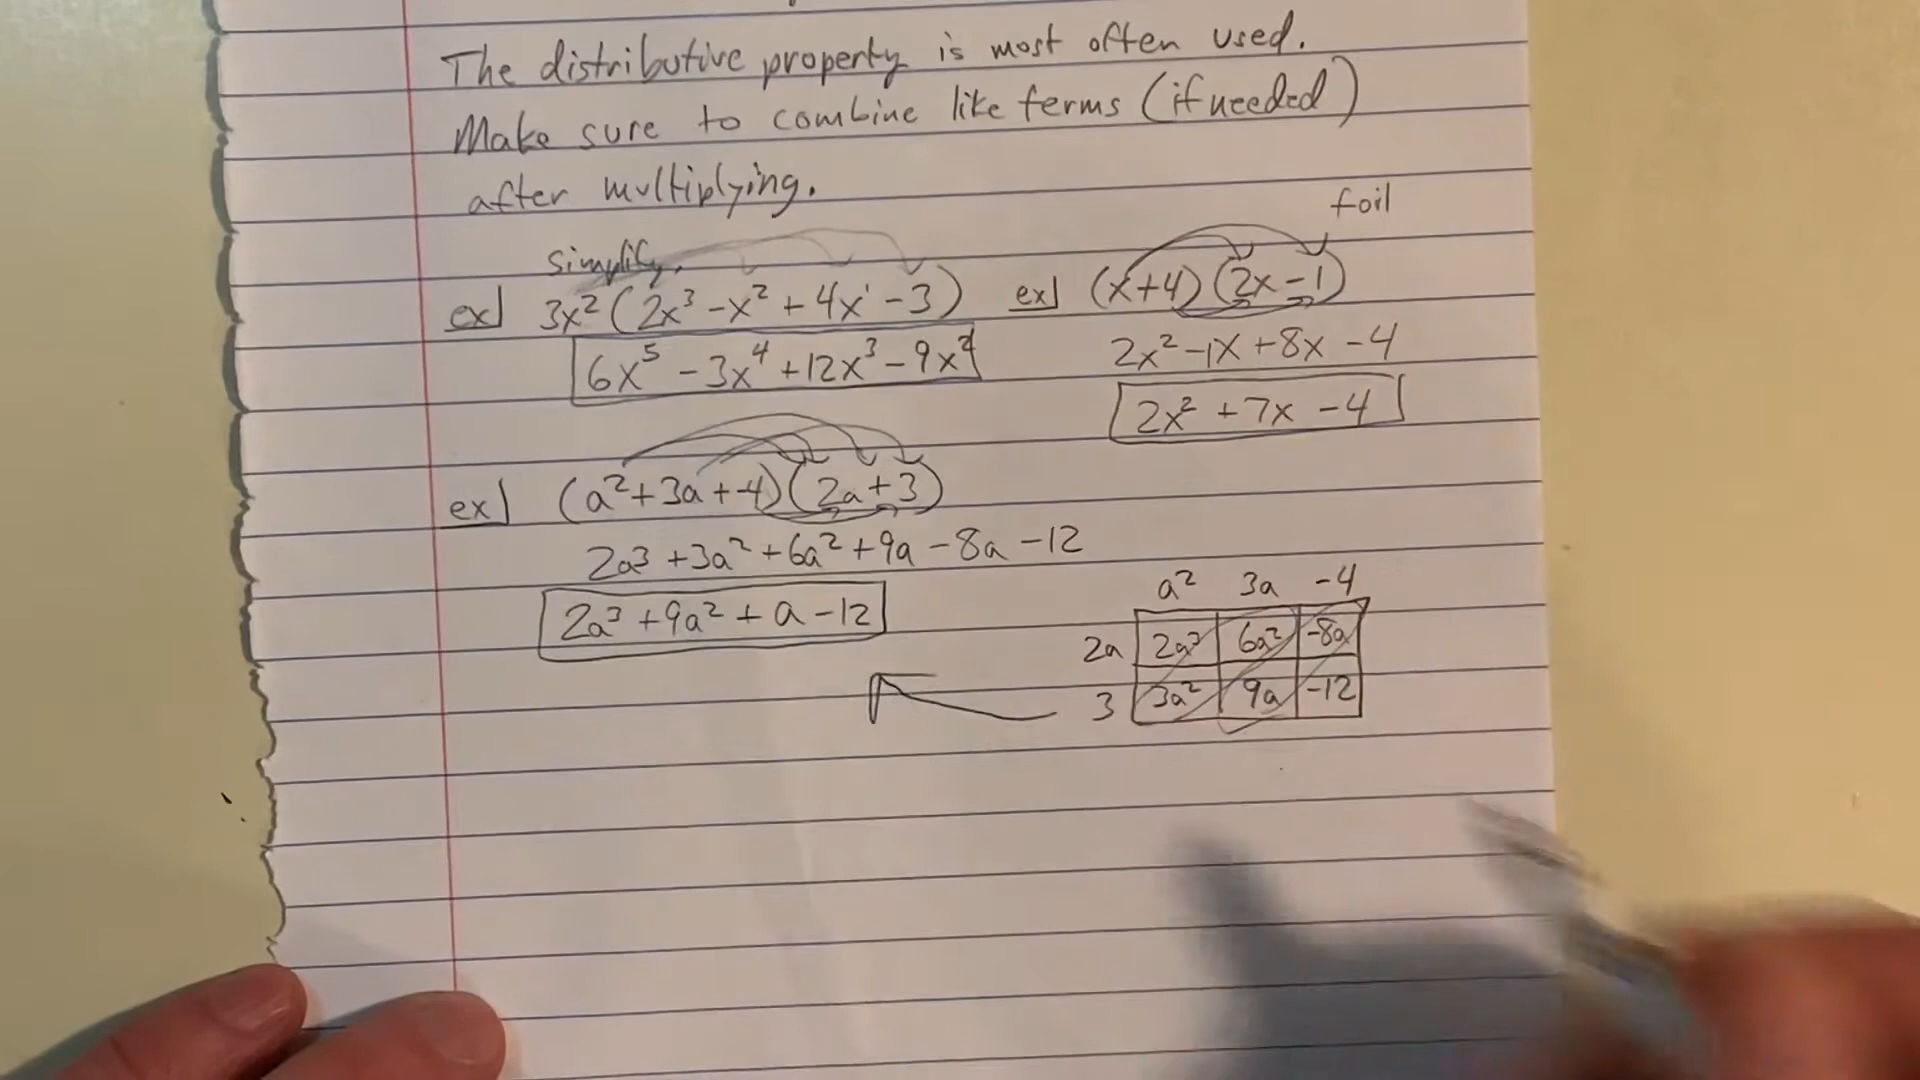 The distributive property is most often used.
Make sure to combine like terms (if needed)
after multiplying.
foil
simplify.
ex] 3x² (2x³ - x² + 4x¹ - 3) ex] (x+4)(2x-1)
6x⁵ - 3x⁴ + 12x³ - 9x² 2x² - 1x + 8x - 4
2x² + 7x - 4
ex] (a² + 3a + -4)(2a + 3)
2a³ + 3a² + 6a² + 9a - 8a - 12
a² 3a -4
2a³ + 9a² + a - 12
2a 2a³ 6a² -8a
3 3a² 9a -12